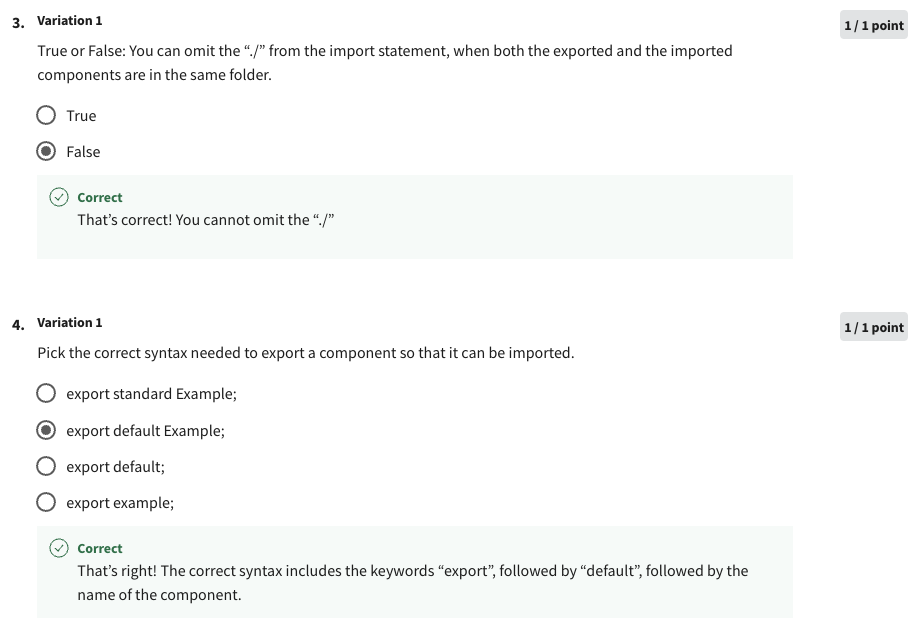 3. Variation 1
1 / 1 point
True or False: You can omit the “./” from the import statement, when both the exported and the imported
components are in the same folder.
True
False
Correct
That’s correct! You cannot omit the “./”
4. Variation 1
1 / 1 point
Pick the correct syntax needed to export a component so that it can be imported.
export standard Example;
export default Example;
export default;
export example;
Correct
That’s right! The correct syntax includes the keywords “export”, followed by “default”, followed by the
name of the component.